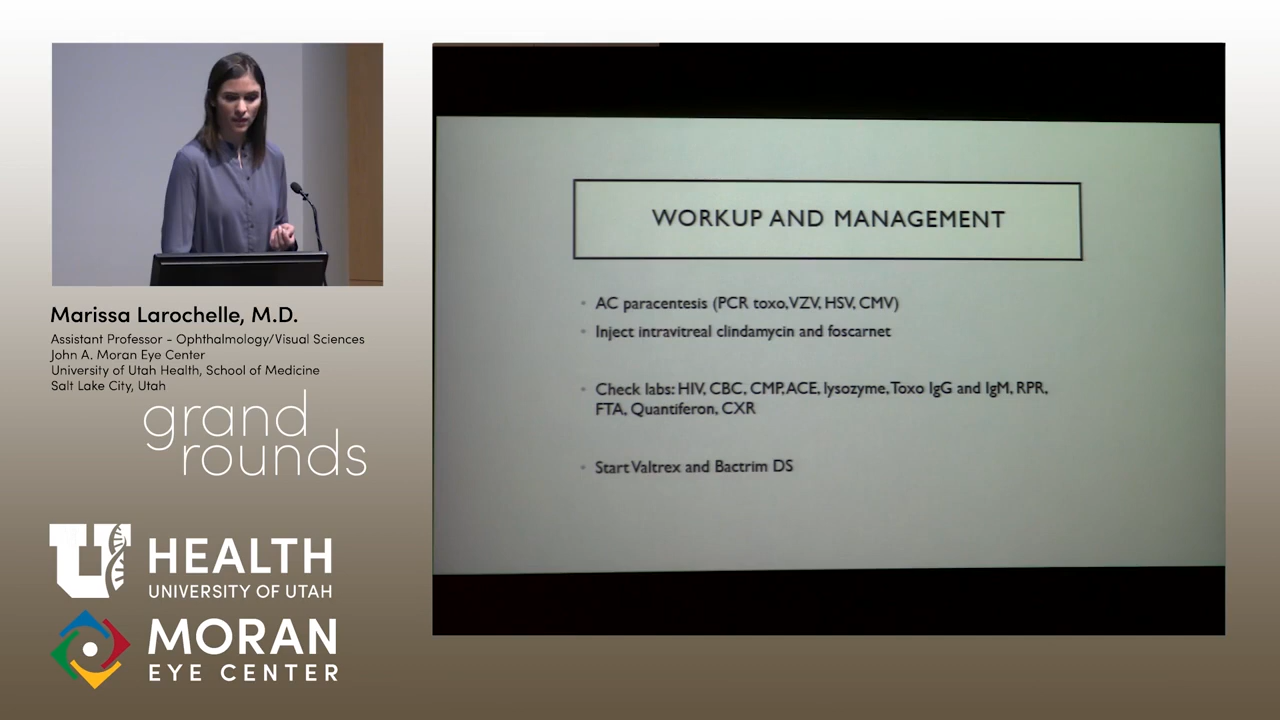 Marissa Larochelle, M.D.
Assistant Professor - Ophthalmology/Visual Sciences
John A. Moran Eye Center
University of Utah Health, School of Medicine
Salt Lake City, Utah
grand
rounds
U HEALTH
UNIVERSITY OF UTAH
MORAN
EYE CENTER
WORKUP AND MANAGEMENT
• AC paracentesis (PCR toxo, VZV, HSV, CMV)
• Inject intravitreal clindamycin and foscarnet
• Check labs: HIV, CBC, CMP, ACE, lysozyme, Toxo IgG and IgM, RPR,
FTA, Quantiferon, CXR
• Start Valtrex and Bactrim DS